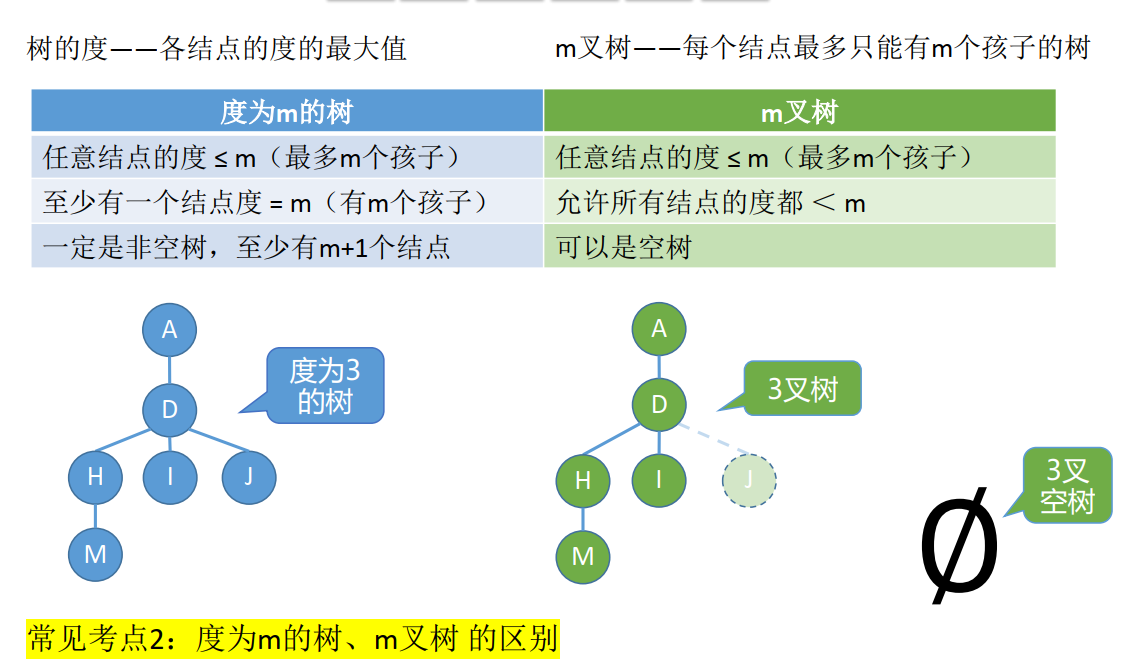 树的度——各结点的度的最大值
m叉树——每个结点最多只能有m个孩子的树
度为m的树
m叉树
任意结点的度 ≤ m（最多m个孩子）
任意结点的度 ≤ m（最多m个孩子）
至少有一个结点度 = m（有m个孩子）
允许所有结点的度都 ＜ m
一定是非空树，至少有m+1个结点
可以是空树
A
D
H
I
J
M
度为3
的树
A
D
H
I
J
M
3叉树
Ø
3叉
空树
常见考点2：度为m的树、m叉树 的区别